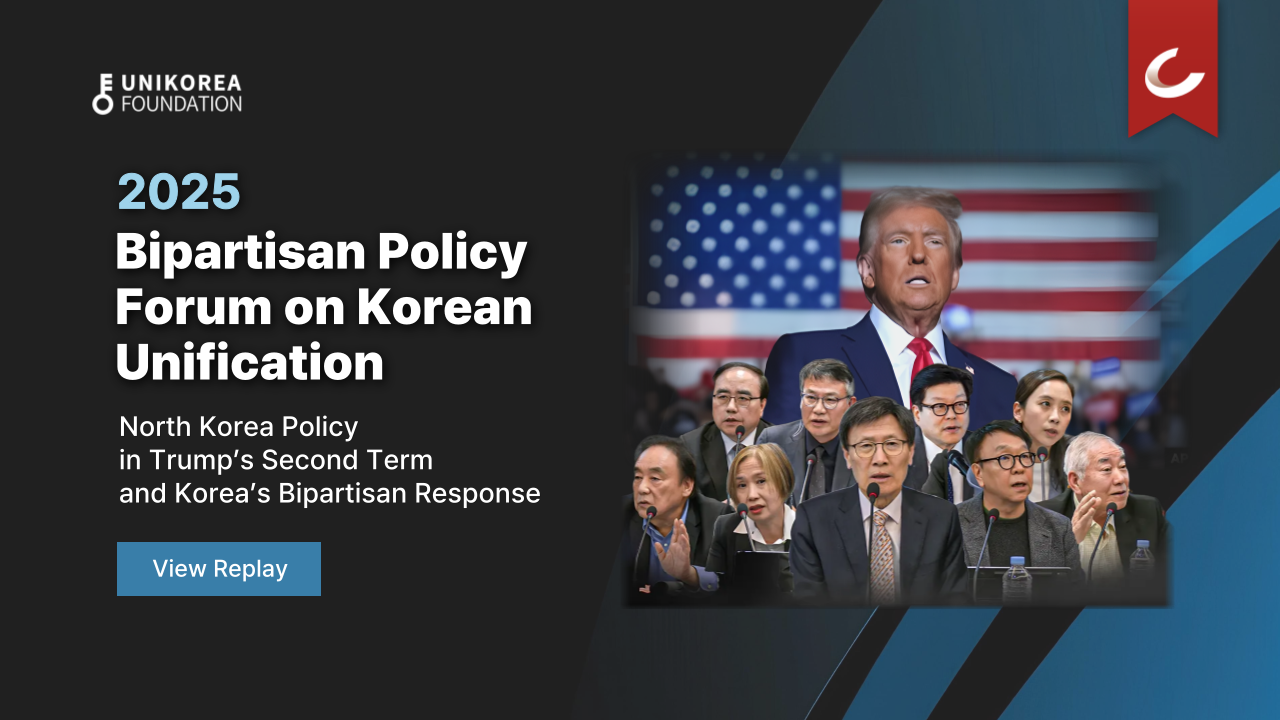 UNIKOREA
FOUNDATION
2025
Bipartisan Policy
Forum on Korean
Unification
North Korea Policy
in Trump’s Second Term
and Korea’s Bipartisan Response
View Replay